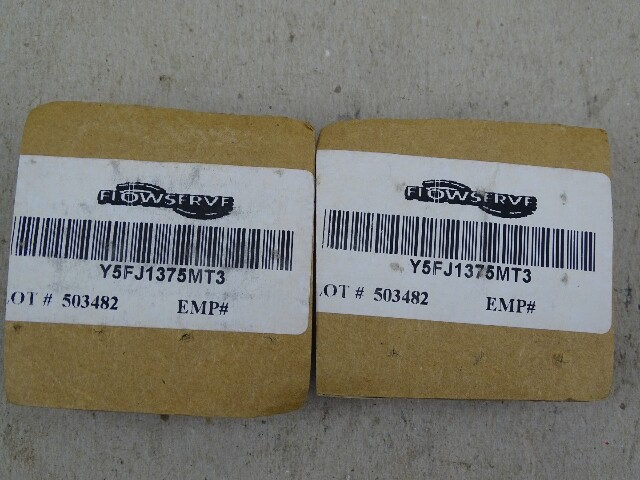 FLOWSERVE
Y5FJ1375MT3
LOT # 503482 EMP#
FLOWSERVE
Y5FJ1375MT3
LOT # 503482 EMP#